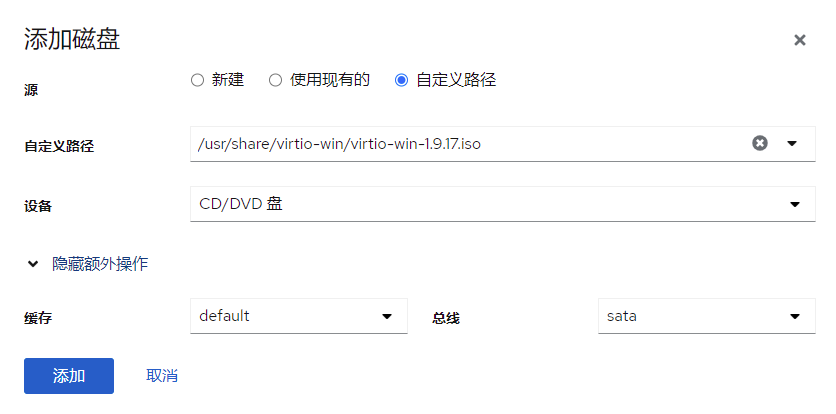 添加磁盘
源 新建 使用现有的 自定义路径
自定义路径 /usr/share/virtio-win/virtio-win-1.9.17.iso
设备 CD/DVD 盘
隐藏额外操作
缓存 default 总线 sata
添加 取消